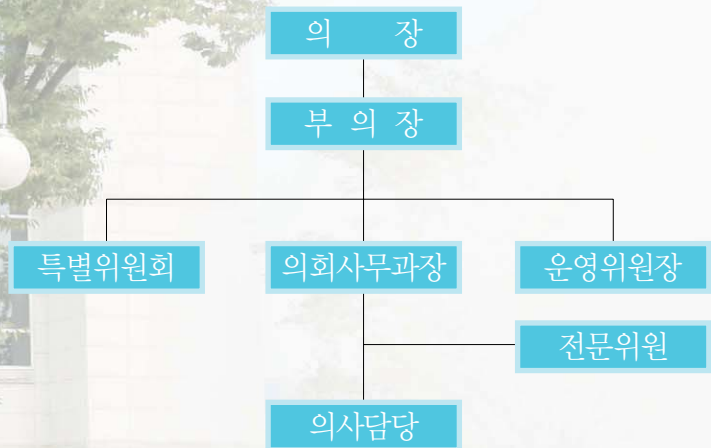 의 장
부 의 장
특별위원회
의회사무과장
운영위원장
전문위원
의사담당